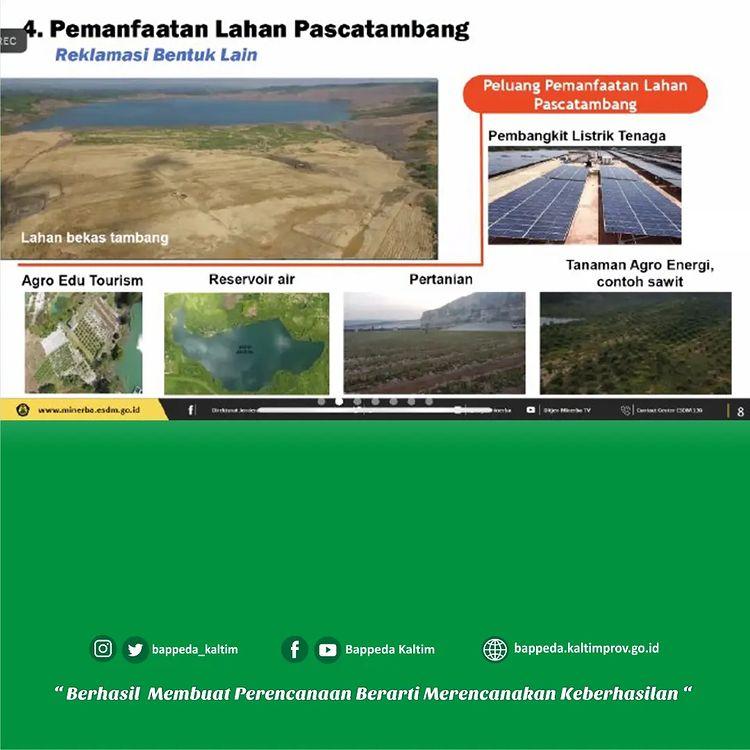 REC
4. Pemanfaatan Lahan Pascatambang
Reklamasi Bentuk Lain
Peluang Pemanfaatan Lahan
Pascatambang
Pembangkit Listrik Tenaga
Lahan bekas tambang
Agro Edu Tourism
Reservoir air
Pertanian
Tanaman Agro Energi,
contoh sawit
www.minerba.esdm.go.id
Ditjen Minerba TV
Contact Center ESDM 136
8
bappeda_kaltim
Bappeda Kaltim
bappeda.kaltimprov.go.id
“ Berhasil Membuat Perencanaan Berarti Merencanakan Keberhasilan “